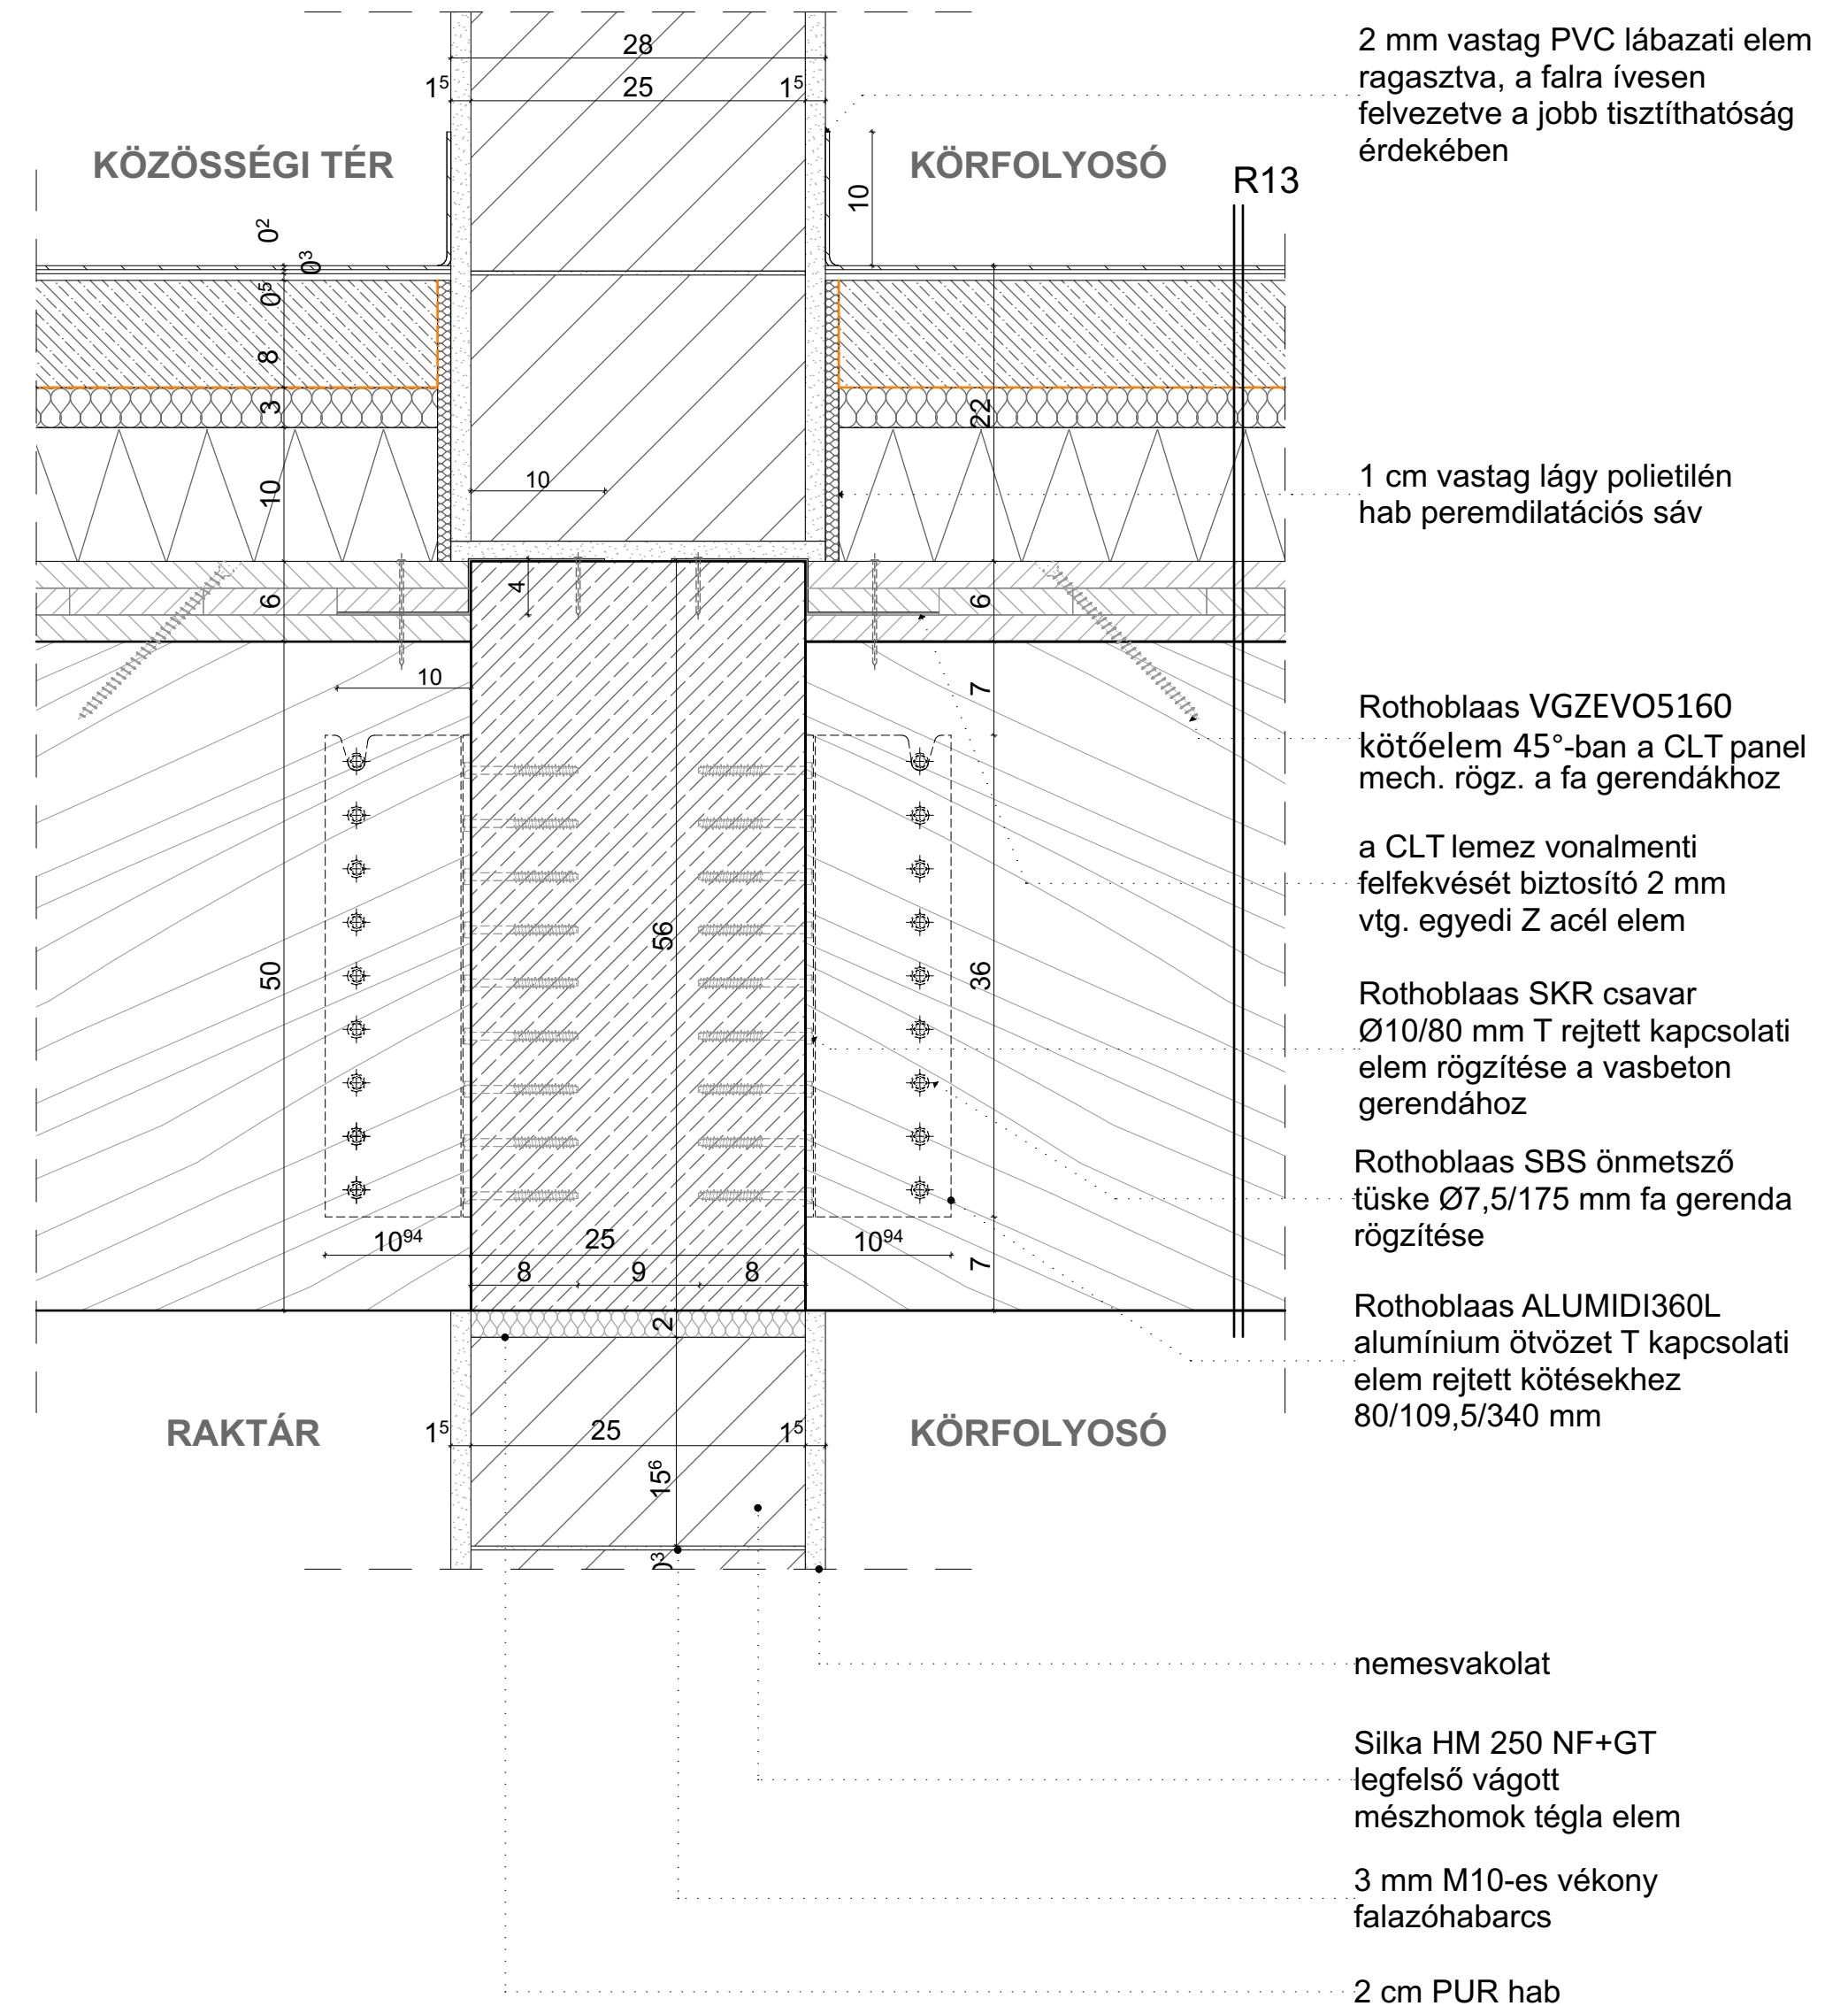 28
1⁵ 25 1⁵
2 mm vastag PVC lábazati elem
ragasztva, a falra ívesen
felvezetve a jobb tisztíthatóság
érdekében
KÖZÖSSÉGI TÉR
KÖRFOLYOSÓ
10
R13
0²
0³
0⁵
8
3
10
6
50
22
6
7
36
7
10
4
10
56
1 cm vastag lágy polietilén
hab peremdilatációs sáv
Rothoblaas VGZEVO5160
kötőelem 45°-ban a CLT panel
mech. rögz. a fa gerendákhoz
a CLT lemez vonalmenti
felfekvését biztosító 2 mm
vtg. egyedi Z acél elem
Rothoblaas SKR csavar
Ø10/80 mm T rejtett kapcsolati
elem rögzítése a vasbeton
gerendához
Rothoblaas SBS önmetsző
tüske Ø7,5/175 mm fa gerenda
rögzítése
Rothoblaas ALUMIDI360L
alumínium ötvözet T kapcsolati
elem rejtett kötésekhez
80/109,5/340 mm
10⁹⁴ 25 10⁹⁴
8 9 8
2
RAKTÁR
1⁵ 25 1⁵
KÖRFOLYOSÓ
15⁶
0³
nemesvakolat
Silka HM 250 NF+GT
legfelső vágott
mészhomok tégla elem
3 mm M10-es vékony
falazóhabarcs
2 cm PUR hab